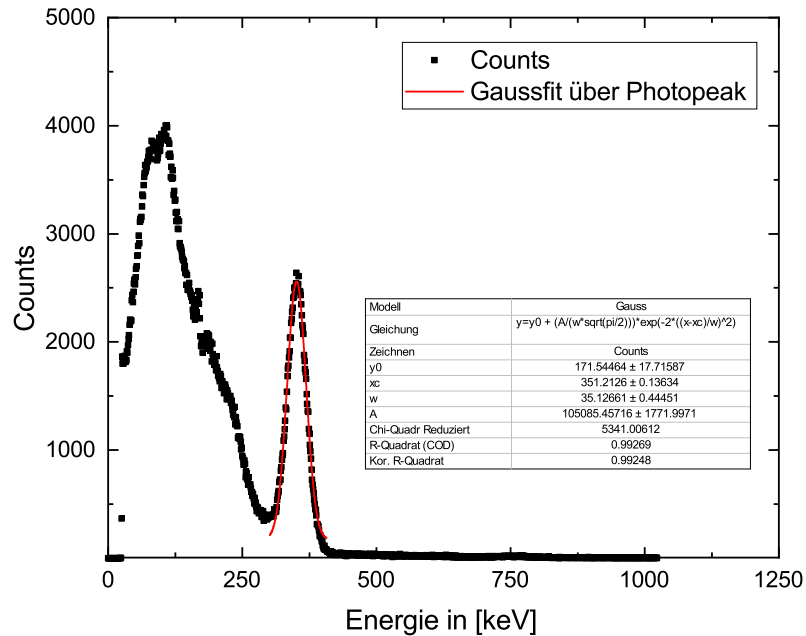 5000
4000
3000
2000
1000
0
250
500
750
1000
1250
Counts
Energie in [keV]
Counts
Gaussfit über Photopeak
Modell Gauss
Gleichung y=y0 + (A/(w*sqrt(pi/2)))*exp(-2*((x-xc)/w)^2)
Zeichnen Counts
y0 171.54464 ± 17.71587
xc 351.2126 ± 0.13634
w 35.12661 ± 0.44451
A 105085.45716 ± 1771.9971
Chi-Quadr Reduziert 5341.00612
R-Quadrat (COD) 0.99269
Kor. R-Quadrat 0.99248